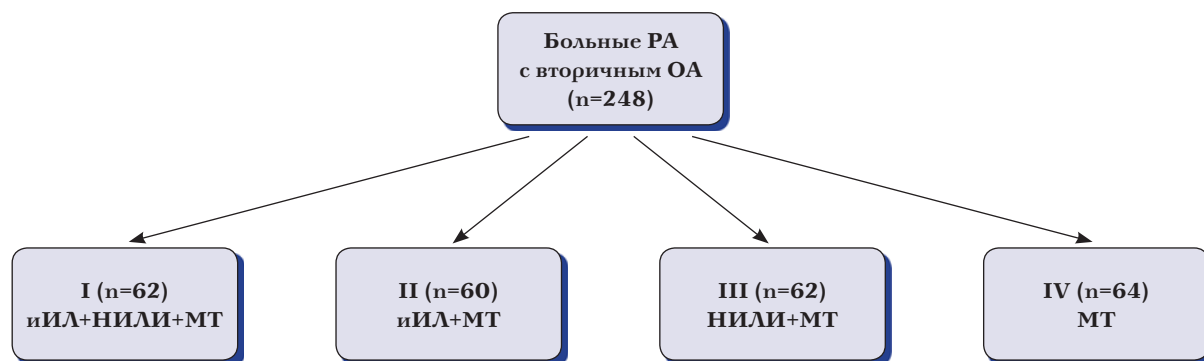 Больные РА
с вторичным ОА
(n=248)
I (n=62)
иИЛ+НИЛИ+МТ
II (n=60)
иИЛ+МТ
III (n=62)
НИЛИ+МТ
IV (n=64)
МТ